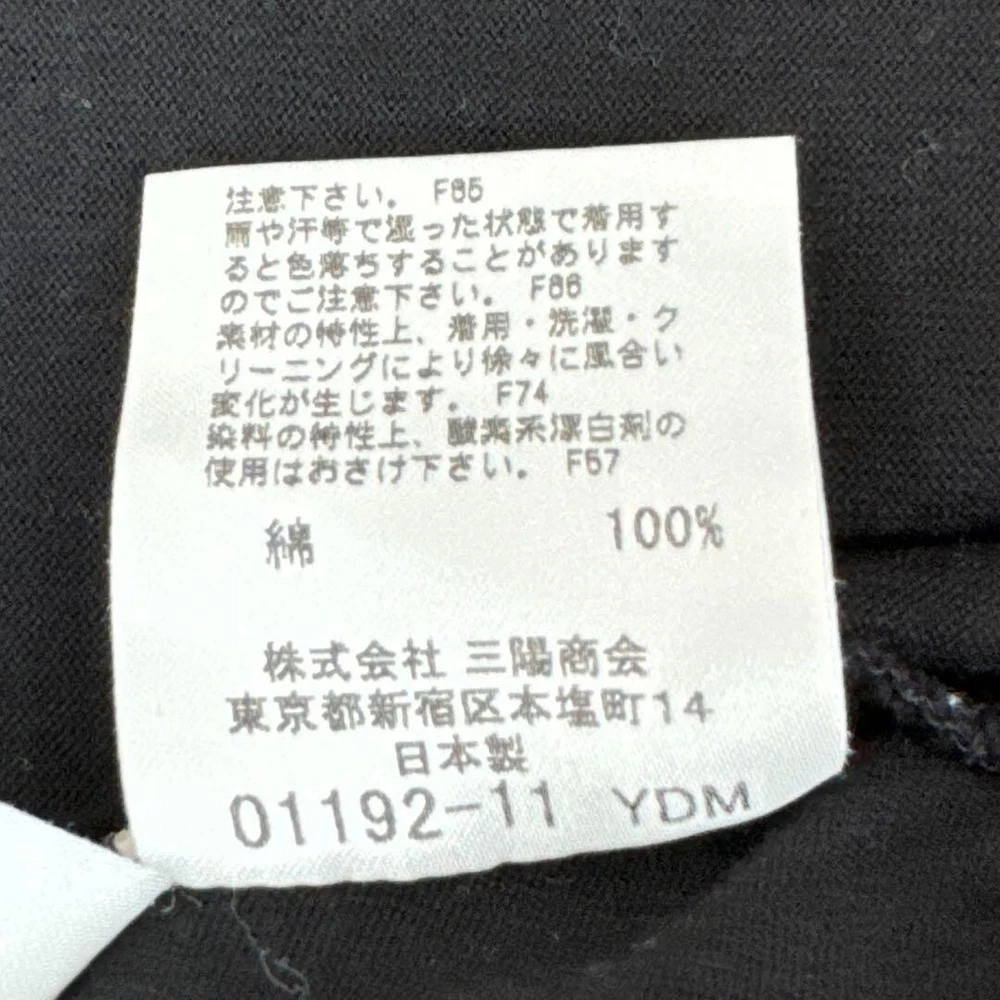 注意下さい。 F85
雨や汗等で湿った状態で着用す
ると色落ちすることがあります
のでご注意下さい。 F86
素材の特性上、着用・洗濯・ク
リーニングにより徐々に風合い
変化が生じます。 F74
染料の特性上、酸素系漂白剤の
使用はおさけ下さい。 F57
綿 100%
株式会社 三陽商会
東京都新宿区本塩町14
日本製
01192-11 YDM